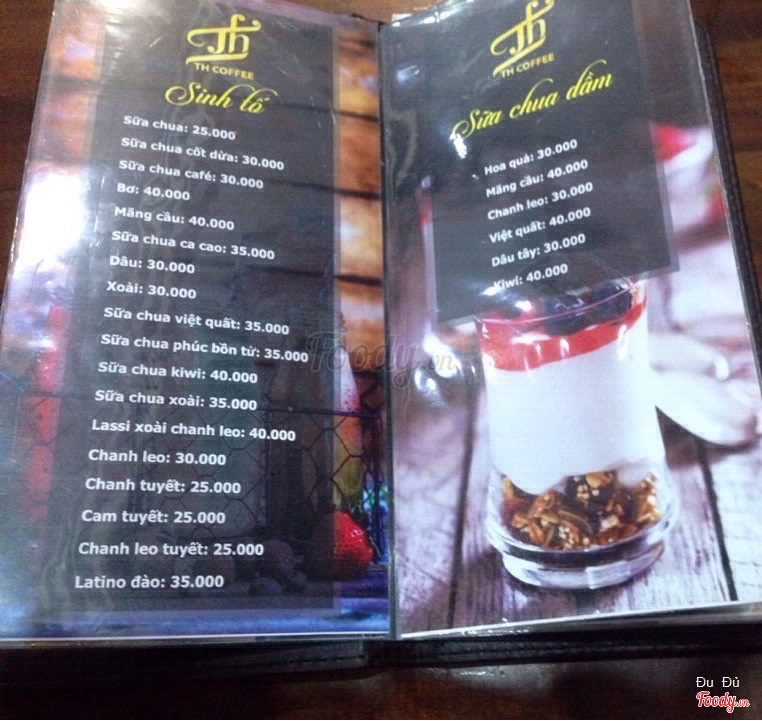 Th
TH COFFEE
Sinh tố
Sữa chua: 25.000
Sữa chua cốt dừa: 30.000
Sữa chua café: 30.000
Bơ: 40.000
Mãng cầu: 40.000
Sữa chua ca cao: 35.000
Dâu: 30.000
Xoài: 30.000
Sữa chua việt quất: 35.000
Sữa chua phúc bồn tử: 35.000
Sữa chua kiwi: 40.000
Sữa chua xoài: 35.000
Lassi xoài chanh leo: 40.000
Chanh leo: 30.000
Chanh tuyết: 25.000
Cam tuyết: 25.000
Chanh leo tuyết: 25.000
Latino đào: 35.000
Th
TH COFFEE
Sữa chua dầm
Hoa quả: 30.000
Mãng cầu: 40.000
Chanh leo: 30.000
Việt quất: 40.000
Dâu tây: 30.000
Kiwi: 40.000
Foody.vn
Đu Đủ
Foody.vn